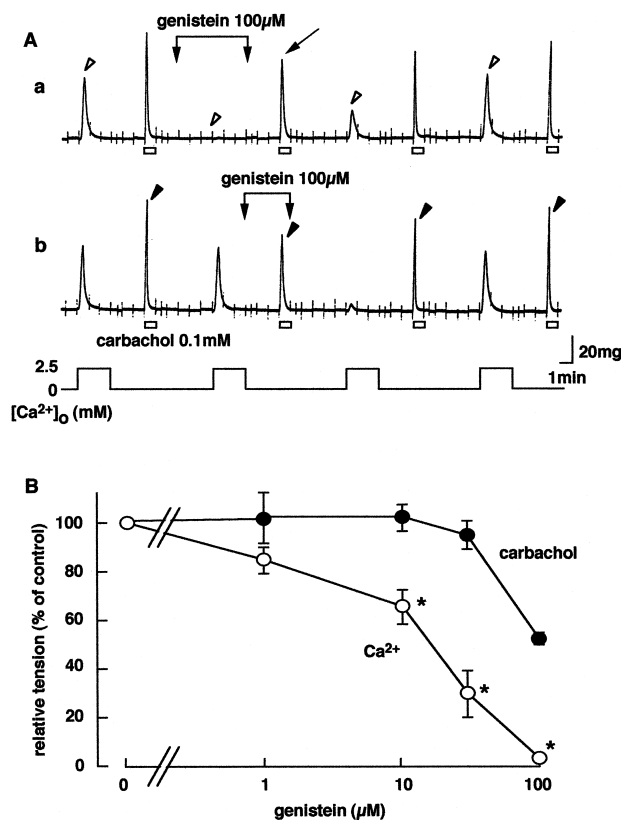 A
genistein 100μM
a
genistein 100μM
b
carbachol 0.1mM
20mg
1min
2.5
0
[Ca2+]o (mM)
B
relative tension (% of control)
100
80
60
40
20
0
carbachol
Ca2+
*
*
*
0 1 10 100
genistein (μM)